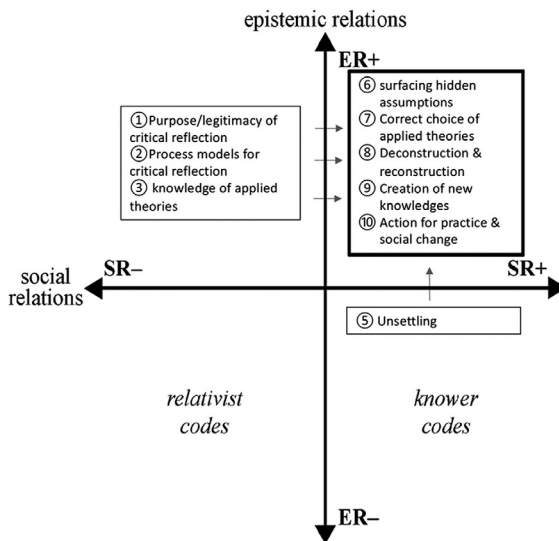 epistemic relations
ER+
①Purpose/legitimacy of
critical reflection
② Process models for
critical reflection
③ knowledge of applied
theories
⑥ surfacing hidden
assumptions
⑦ Correct choice of
applied theories
⑧ Deconstruction &
reconstruction
⑨ Creation of new
knowledges
⑩ Action for practice &
social change
social
relations
SR–
SR+
⑤ Unsettling
relativist
codes
knower
codes
ER–